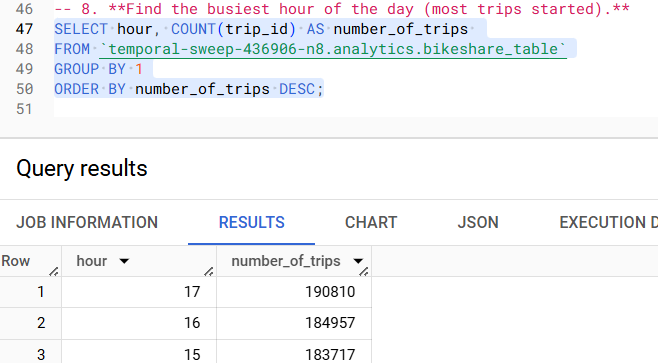 46 -- 8. **Find the busiest hour of the day (most trips started).**
47 SELECT hour, COUNT(trip_id) AS number_of_trips
48 FROM `temporal-sweep-436906-n8.analytics.bikeshare_table`
49 GROUP BY 1
50 ORDER BY number_of_trips DESC;
51
Query results
JOB INFORMATION RESULTS CHART JSON EXECUTION D
Row hour number_of_trips
1 17 190810
2 16 184957
3 15 183717